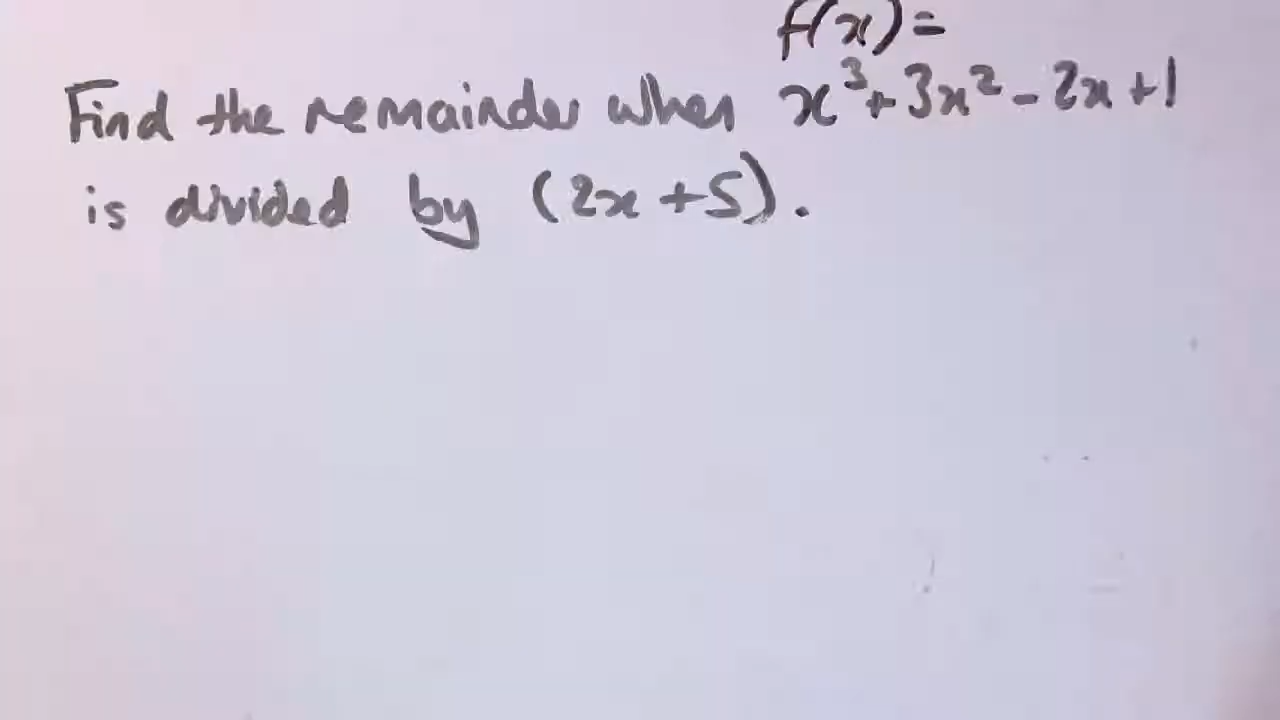 f(x)=
Find the remainder when x³+3x²-2x+1
is divided by (2x+5).